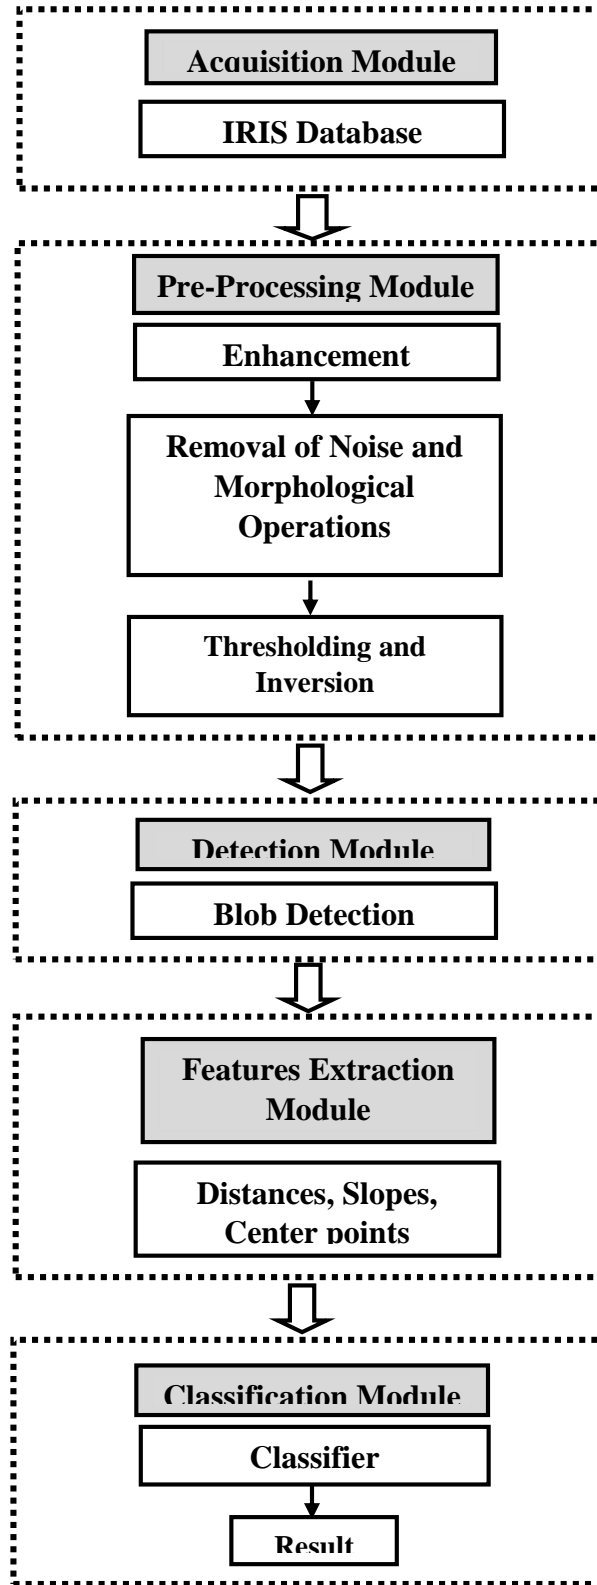 Acquisition Module
IRIS Database
Pre-Processing Module
Enhancement
Removal of Noise and
Morphological
Operations
Thresholding and
Inversion
Detection Module
Blob Detection
Features Extraction
Module
Distances, Slopes,
Center points
Classification Module
Classifier
Result